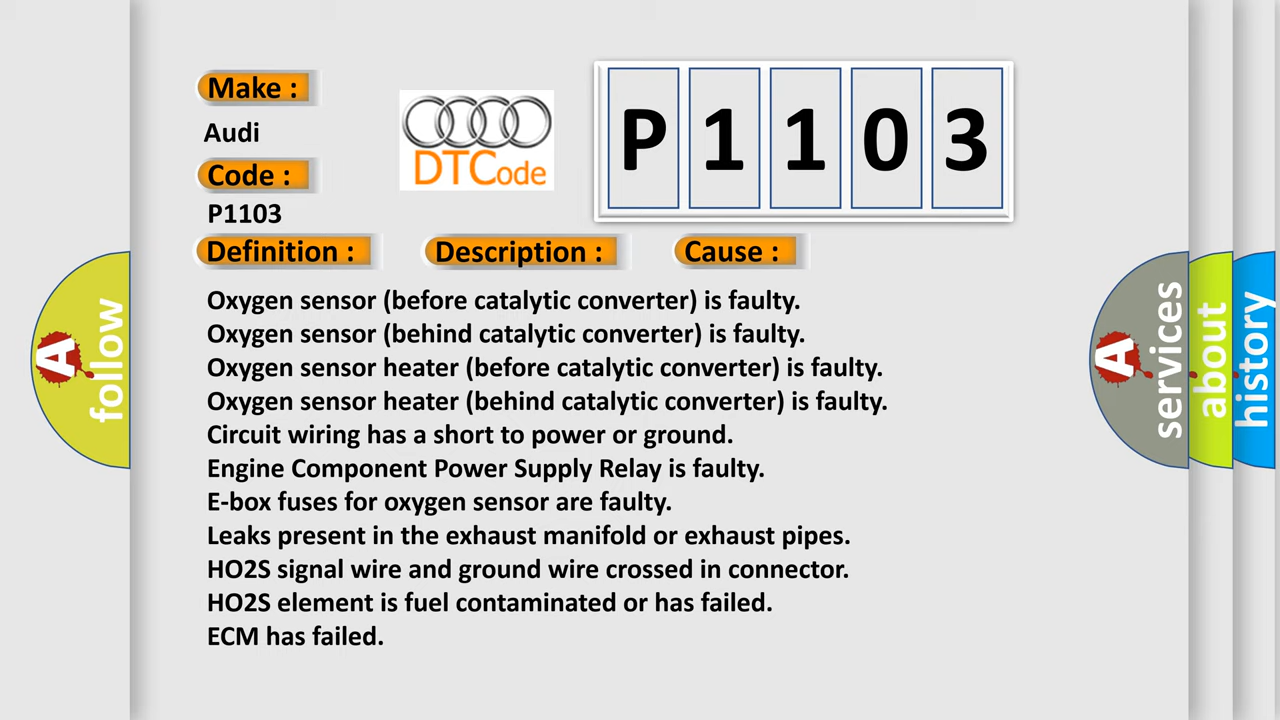 Make :
Audi
Code :
P1103
DTCode
P 1 1 0 3
Definition :
Description :
Cause :
Oxygen sensor (before catalytic converter) is faulty.
Oxygen sensor (behind catalytic converter) is faulty.
Oxygen sensor heater (before catalytic converter) is faulty.
Oxygen sensor heater (behind catalytic converter) is faulty.
Circuit wiring has a short to power or ground.
Engine Component Power Supply Relay is faulty.
E-box fuses for oxygen sensor are faulty.
Leaks present in the exhaust manifold or exhaust pipes.
HO2S signal wire and ground wire crossed in connector.
HO2S element is fuel contaminated or has failed.
ECM has failed.
A
follow
A
services
about
history